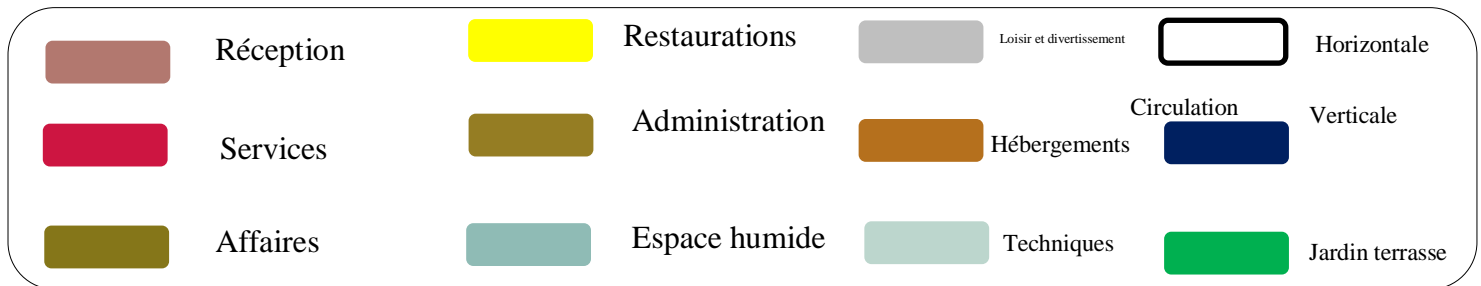 Réception
Restaurations
Loisir et divertissement
Horizontale
Services
Administration
Hébergements
Circulation
Verticale
Affaires
Espace humide
Techniques
Jardin terrasse